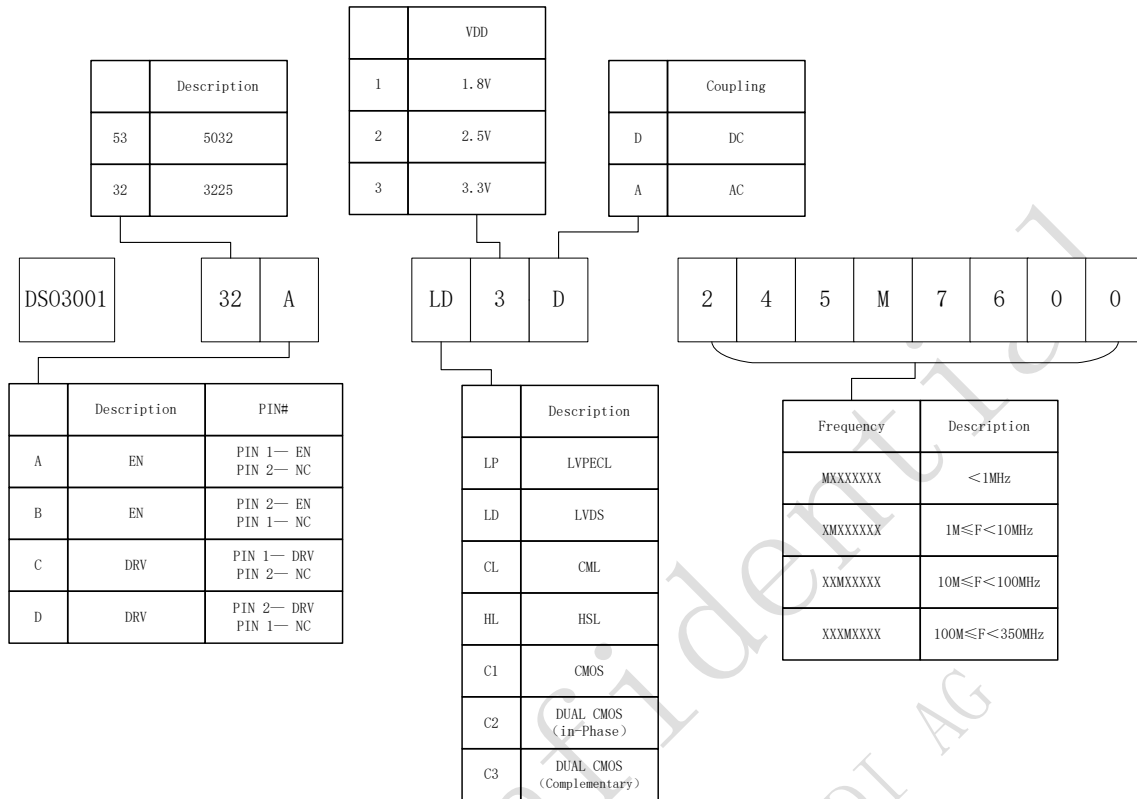 VDD
1 1.8V
2 2.5V
3 3.3V
Description
53 5032
32 3225
Coupling
D DC
A AC
DSO3001 32 A LD 3 D 2 4 5 M 7 6 0 0
Description PIN#
A EN PIN 1— EN
PIN 2— NC
B EN PIN 2— EN
PIN 1— NC
C DRV PIN 1— DRV
PIN 2— NC
D DRV PIN 2— DRV
PIN 1— NC
Description
LP LVPECL
LD LVDS
CL CML
HL HSL
C1 CMOS
C2 DUAL CMOS
(in-Phase)
C3 DUAL CMOS
(Complementary)
Frequency Description
MXXXXXXX <1MHz
XMXXXXXX 1M≤F<10MHz
XXMXXXXX 10M≤F<100MHz
XXXMXXXX 100M≤F<350MHz
fidential
AG